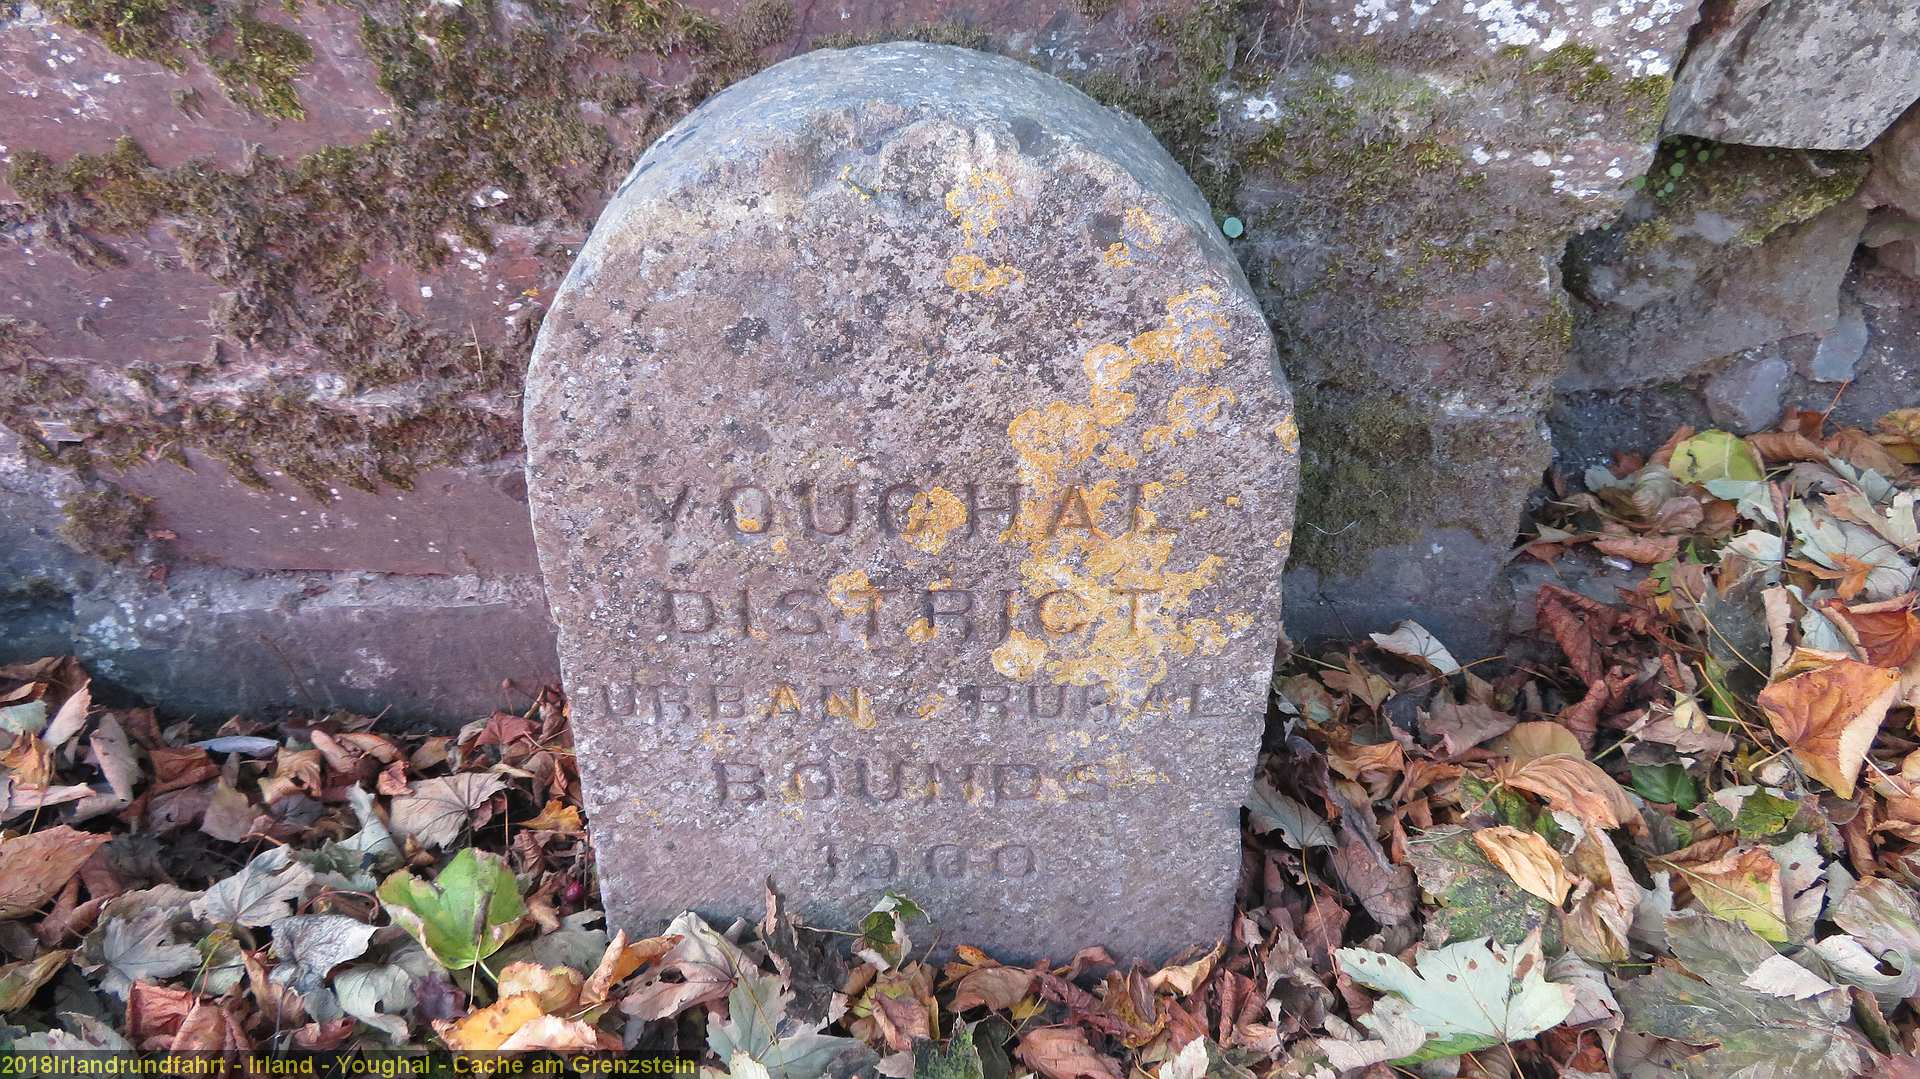 YOUGHAL
DISTRICT
URBAN & RURAL
BOUNDS
1900
2018Irlandrundfahrt - Irland - Youghal - Cache am Grenzstein